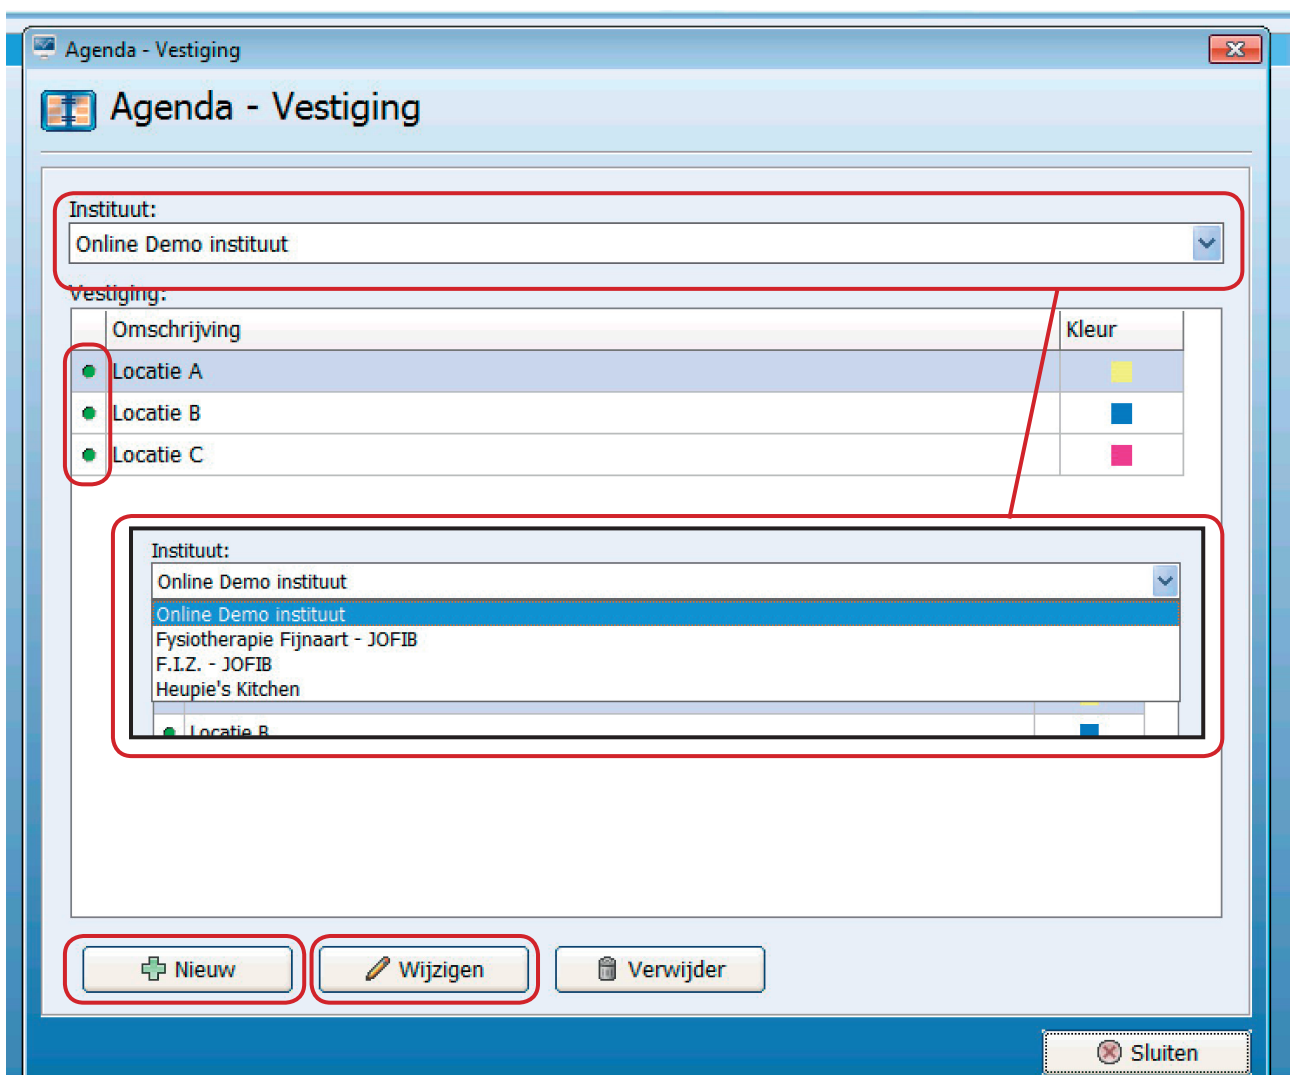 Agenda - Vestiging
Agenda - Vestiging
Instituut:
Online Demo instituut
Vestiging:
Omschrijving Kleur
Locatie A
Locatie B
Locatie C
Instituut:
Online Demo instituut
Online Demo instituut
Fysiotherapie Fijnaart - JOFIB
F.I.Z. - JOFIB
Heupie's Kitchen
Locatie B
Nieuw Wijzigen Verwijder
Sluiten